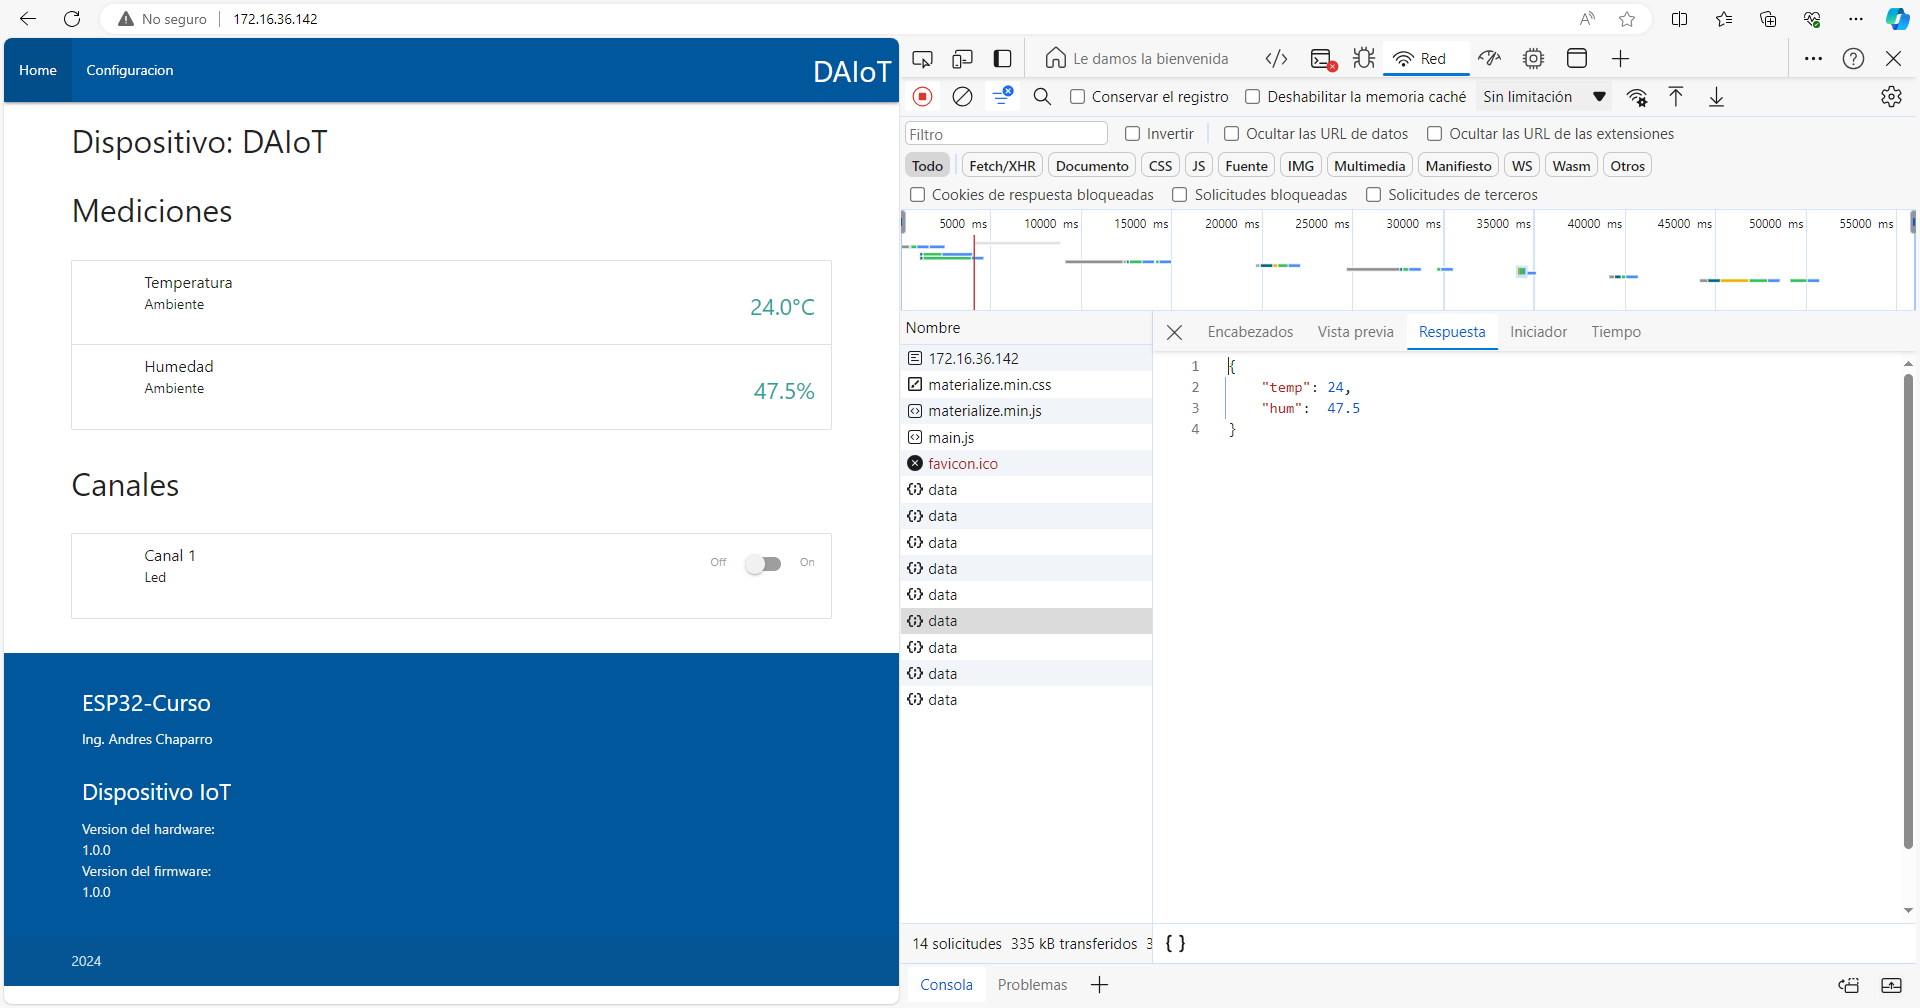 No seguro
172.16.36.142
Home
Configuracion
DAIoT
Dispositivo: DAIoT
Mediciones
Temperatura
Ambiente
24.0°C
Humedad
Ambiente
47.5%
Canales
Canal 1
Led
Off
On
ESP32-Curso
Ing. Andres Chaparro
Dispositivo IoT
Version del hardware:
1.0.0
Version del firmware:
1.0.0
2024
Le damos la bienvenida
Red
Conservar el registro
Deshabilitar la memoria caché
Sin limitación
Filtro
Invertir
Ocultar las URL de datos
Ocultar las URL de las extensiones
Todo
Fetch/XHR
Documento
CSS
JS
Fuente
IMG
Multimedia
Manifiesto
WS
Wasm
Otros
Cookies de respuesta bloqueadas
Solicitudes bloqueadas
Solicitudes de terceros
5000 ms
10000 ms
15000 ms
20000 ms
25000 ms
30000 ms
35000 ms
40000 ms
45000 ms
50000 ms
55000 ms
Nombre
172.16.36.142
materialize.min.css
materialize.min.js
main.js
favicon.ico
data
data
data
data
data
data
data
data
data
Encabezados
Vista previa
Respuesta
Iniciador
Tiempo
1 {
2 "temp": 24,
3 "hum": 47.5
4 }
14 solicitudes
335 kB transferidos
3
{ }
Consola
Problemas